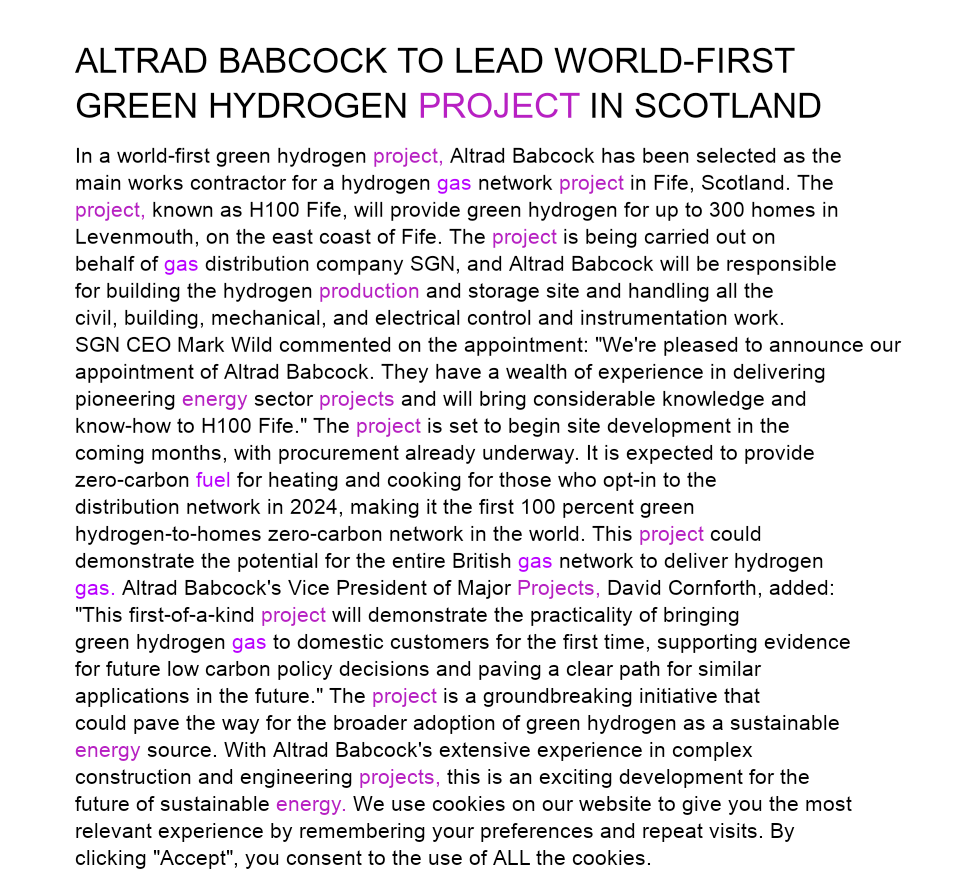 ALTRAD BABCOCK TO LEAD WORLD-FIRST
GREEN HYDROGEN PROJECT IN SCOTLAND
In a world-first green hydrogen project, Altrad Babcock has been selected as the
main works contractor for a hydrogen gas network project in Fife, Scotland. The
project, known as H100 Fife, will provide green hydrogen for up to 300 homes in
Levenmouth, on the east coast of Fife. The project is being carried out on
behalf of gas distribution company SGN, and Altrad Babcock will be responsible
for building the hydrogen production and storage site and handling all the
civil, building, mechanical, and electrical control and instrumentation work.
SGN CEO Mark Wild commented on the appointment: "We're pleased to announce our
appointment of Altrad Babcock. They have a wealth of experience in delivering
pioneering energy sector projects and will bring considerable knowledge and
know-how to H100 Fife." The project is set to begin site development in the
coming months, with procurement already underway. It is expected to provide
zero-carbon fuel for heating and cooking for those who opt-in to the
distribution network in 2024, making it the first 100 percent green
hydrogen-to-homes zero-carbon network in the world. This project could
demonstrate the potential for the entire British gas network to deliver hydrogen
gas. Altrad Babcock's Vice President of Major Projects, David Cornforth, added:
"This first-of-a-kind project will demonstrate the practicality of bringing
green hydrogen gas to domestic customers for the first time, supporting evidence
for future low carbon policy decisions and paving a clear path for similar
applications in the future." The project is a groundbreaking initiative that
could pave the way for the broader adoption of green hydrogen as a sustainable
energy source. With Altrad Babcock's extensive experience in complex
construction and engineering projects, this is an exciting development for the
future of sustainable energy. We use cookies on our website to give you the most
relevant experience by remembering your preferences and repeat visits. By
clicking "Accept", you consent to the use of ALL the cookies.